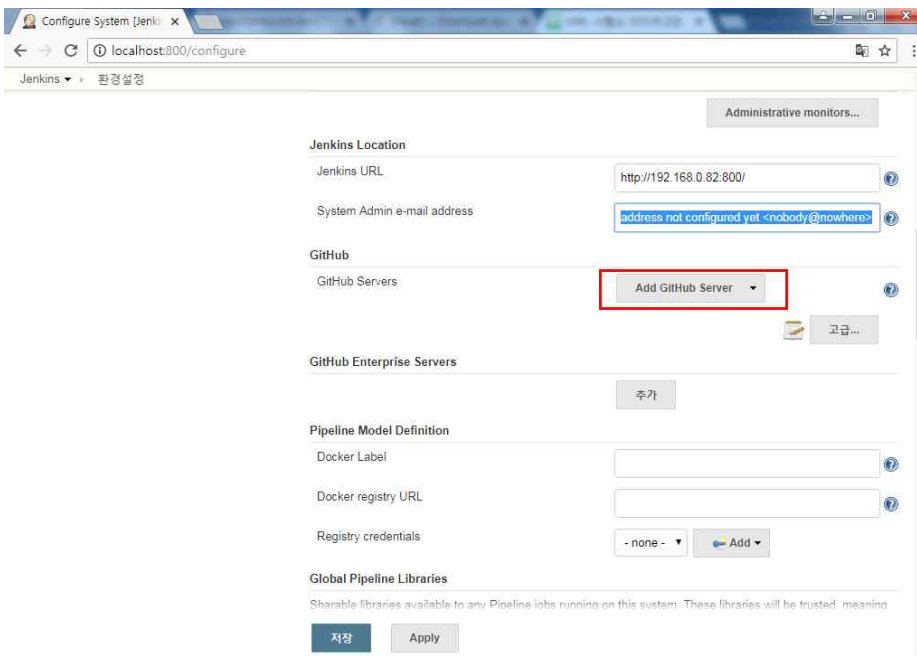 Configure System [Jenki
localhost:800/configure
Jenkins 환경설정
Administrative monitors...
Jenkins Location
Jenkins URL
http://192.168.0.82:800/
System Admin e-mail address
address not configured yet <nobody@nowhere>
GitHub
GitHub Servers
Add GitHub Server
고급...
GitHub Enterprise Servers
추가
Pipeline Model Definition
Docker Label
Docker registry URL
Registry credentials
- none -
Add
Global Pipeline Libraries
Sharable libraries available to any Pipeline jobs running on this system. These libraries will be trusted, meaning
저장
Apply